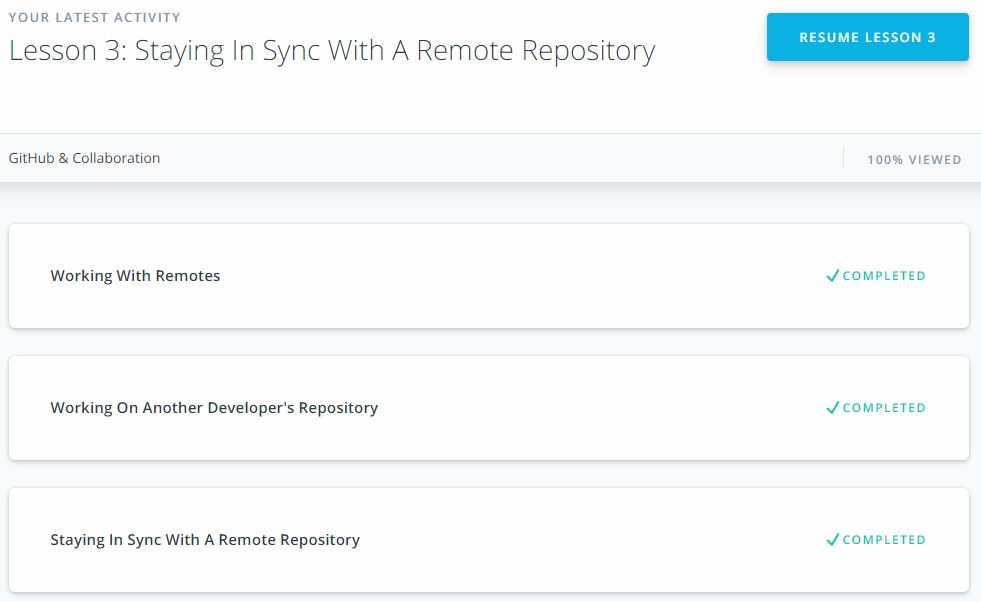 YOUR LATEST ACTIVITY
Lesson 3: Staying In Sync With A Remote Repository
RESUME LESSON 3
GitHub & Collaboration
100% VIEWED
Working With Remotes
COMPLETED
Working On Another Developer's Repository
COMPLETED
Staying In Sync With A Remote Repository
COMPLETED